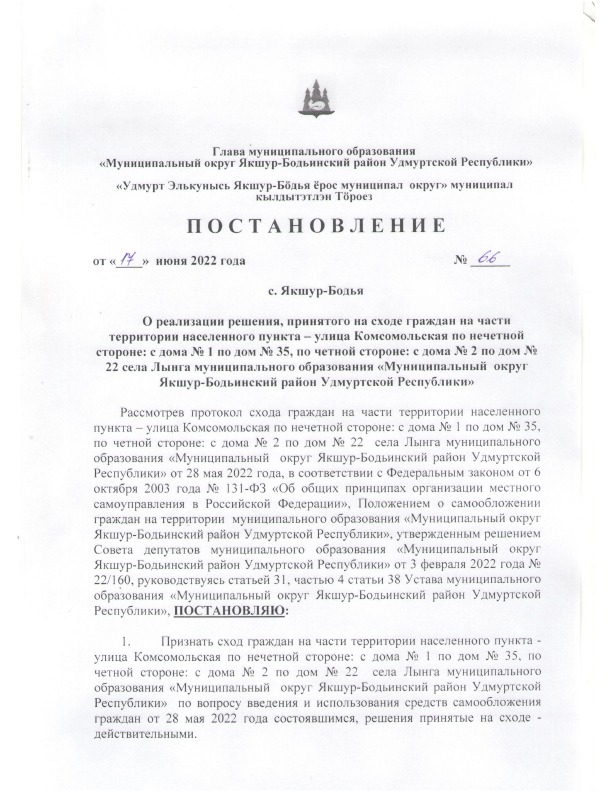 Глава муниципального образования
«Муниципальный округ Якшур-Бодьинский район Удмуртской Республики»
«Удмурт Элькунысь Якшур-Бӧдья ёрос муниципал округ» муниципал
кылдытэтлэн Тӧроез
П О С Т А Н О В Л Е Н И Е
от «17» июня 2022 года № 66
с. Якшур-Бодья
О реализации решения, принятого на сходе граждан на части
территории населенного пункта – улица Комсомольская по нечетной
стороне: с дома № 1 по дом № 35, по четной стороне: с дома № 2 по дом №
22 села Лынга муниципального образования «Муниципальный округ
Якшур-Бодьинский район Удмуртской Республики»
Рассмотрев протокол схода граждан на части территории населенного
пункта – улица Комсомольская по нечетной стороне: с дома № 1 по дом № 35,
по четной стороне: с дома № 2 по дом № 22 села Лынга муниципального
образования «Муниципальный округ Якшур-Бодьинский район Удмуртской
Республики» от 28 мая 2022 года, в соответствии с Федеральным законом от 6
октября 2003 года № 131-ФЗ «Об общих принципах организации местного
самоуправления в Российской Федерации», Положением о самообложении
граждан на территории муниципального образования «Муниципальный округ
Якшур-Бодьинский район Удмуртской Республики», утвержденным решением
Совета депутатов муниципального образования «Муниципальный округ
Якшур-Бодьинский район Удмуртской Республики» от 3 февраля 2022 года №
22/160, руководствуясь статьей 31, частью 4 статьи 38 Устава муниципального
образования «Муниципальный округ Якшур-Бодьинский район Удмуртской
Республики», ПОСТАНОВЛЯЮ:
1. Признать сход граждан на части территории населенного пункта -
улица Комсомольская по нечетной стороне: с дома № 1 по дом № 35, по
четной стороне: с дома № 2 по дом № 22 села Лынга муниципального
образования «Муниципальный округ Якшур-Бодьинский район Удмуртской
Республики» по вопросу введения и использования средств самообложения
граждан от 28 мая 2022 года состоявшимся, решения принятые на сходе -
действительными.